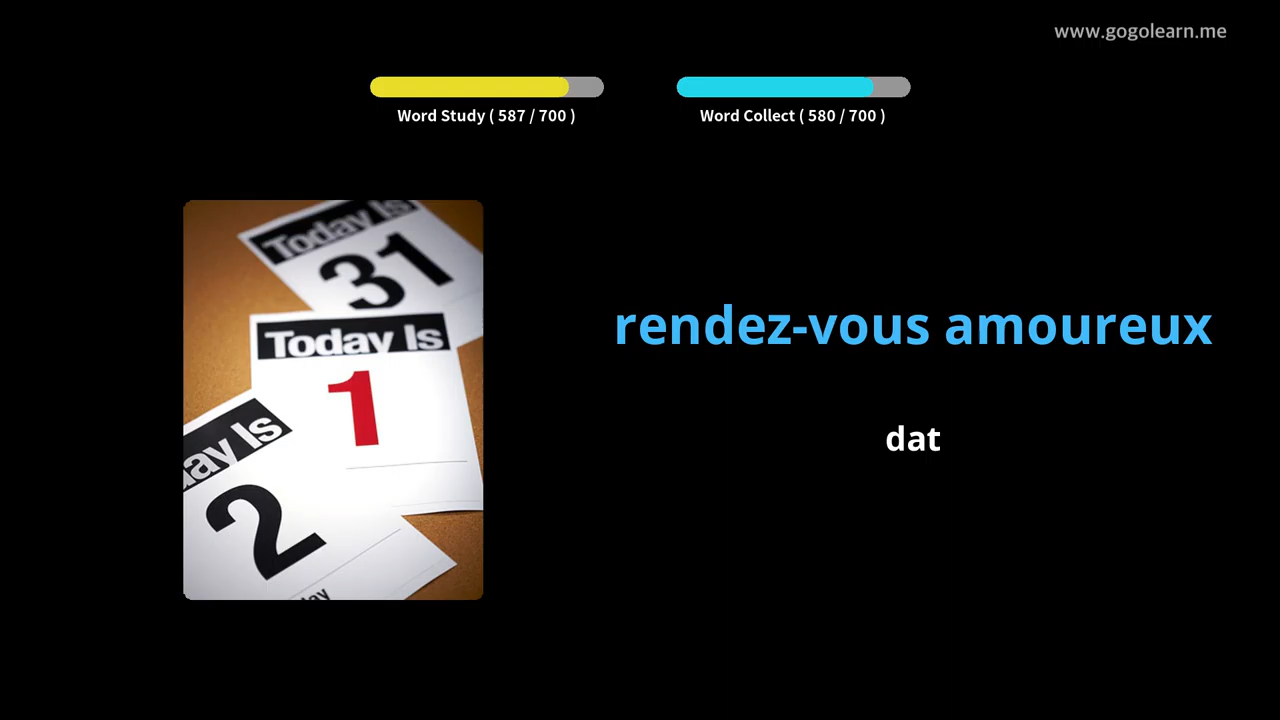 www.gogolearn.me
Word Study ( 587 / 700 )
Word Collect ( 580 / 700 )
Today Is
31
Today Is
1
ay Is
2
rendez-vous amoureux
dat